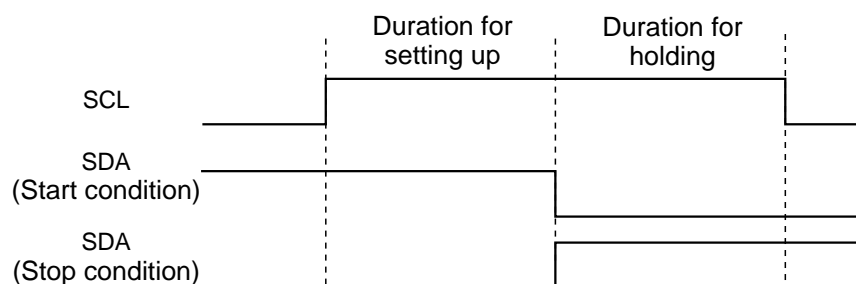 Duration for
setting up
Duration for
holding
SCL
SDA
(Start condition)
SDA
(Stop condition)